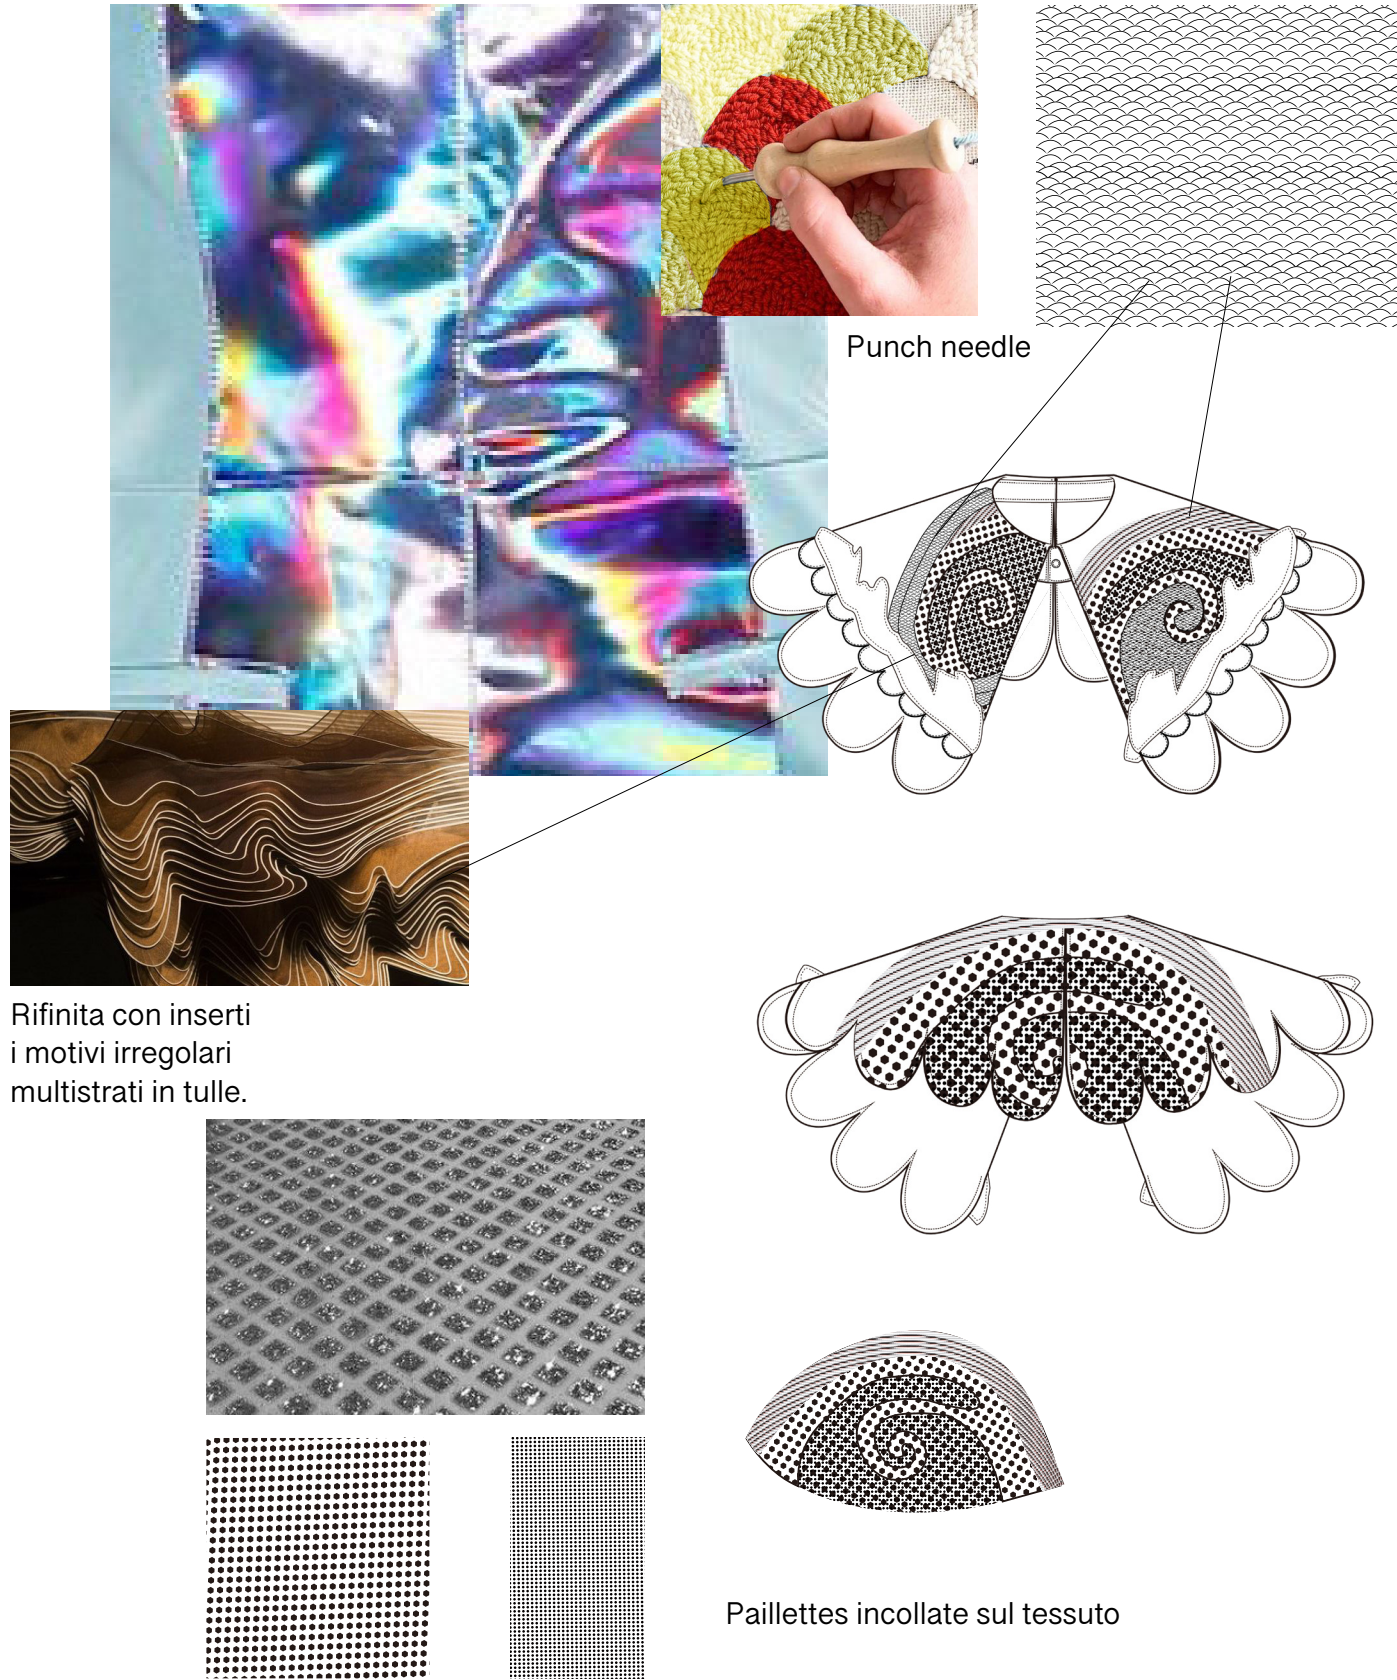 Punch needle
Rifinita con inserti
i motivi irregolari
multistrati in tulle.
Paillettes incollate sul tessuto